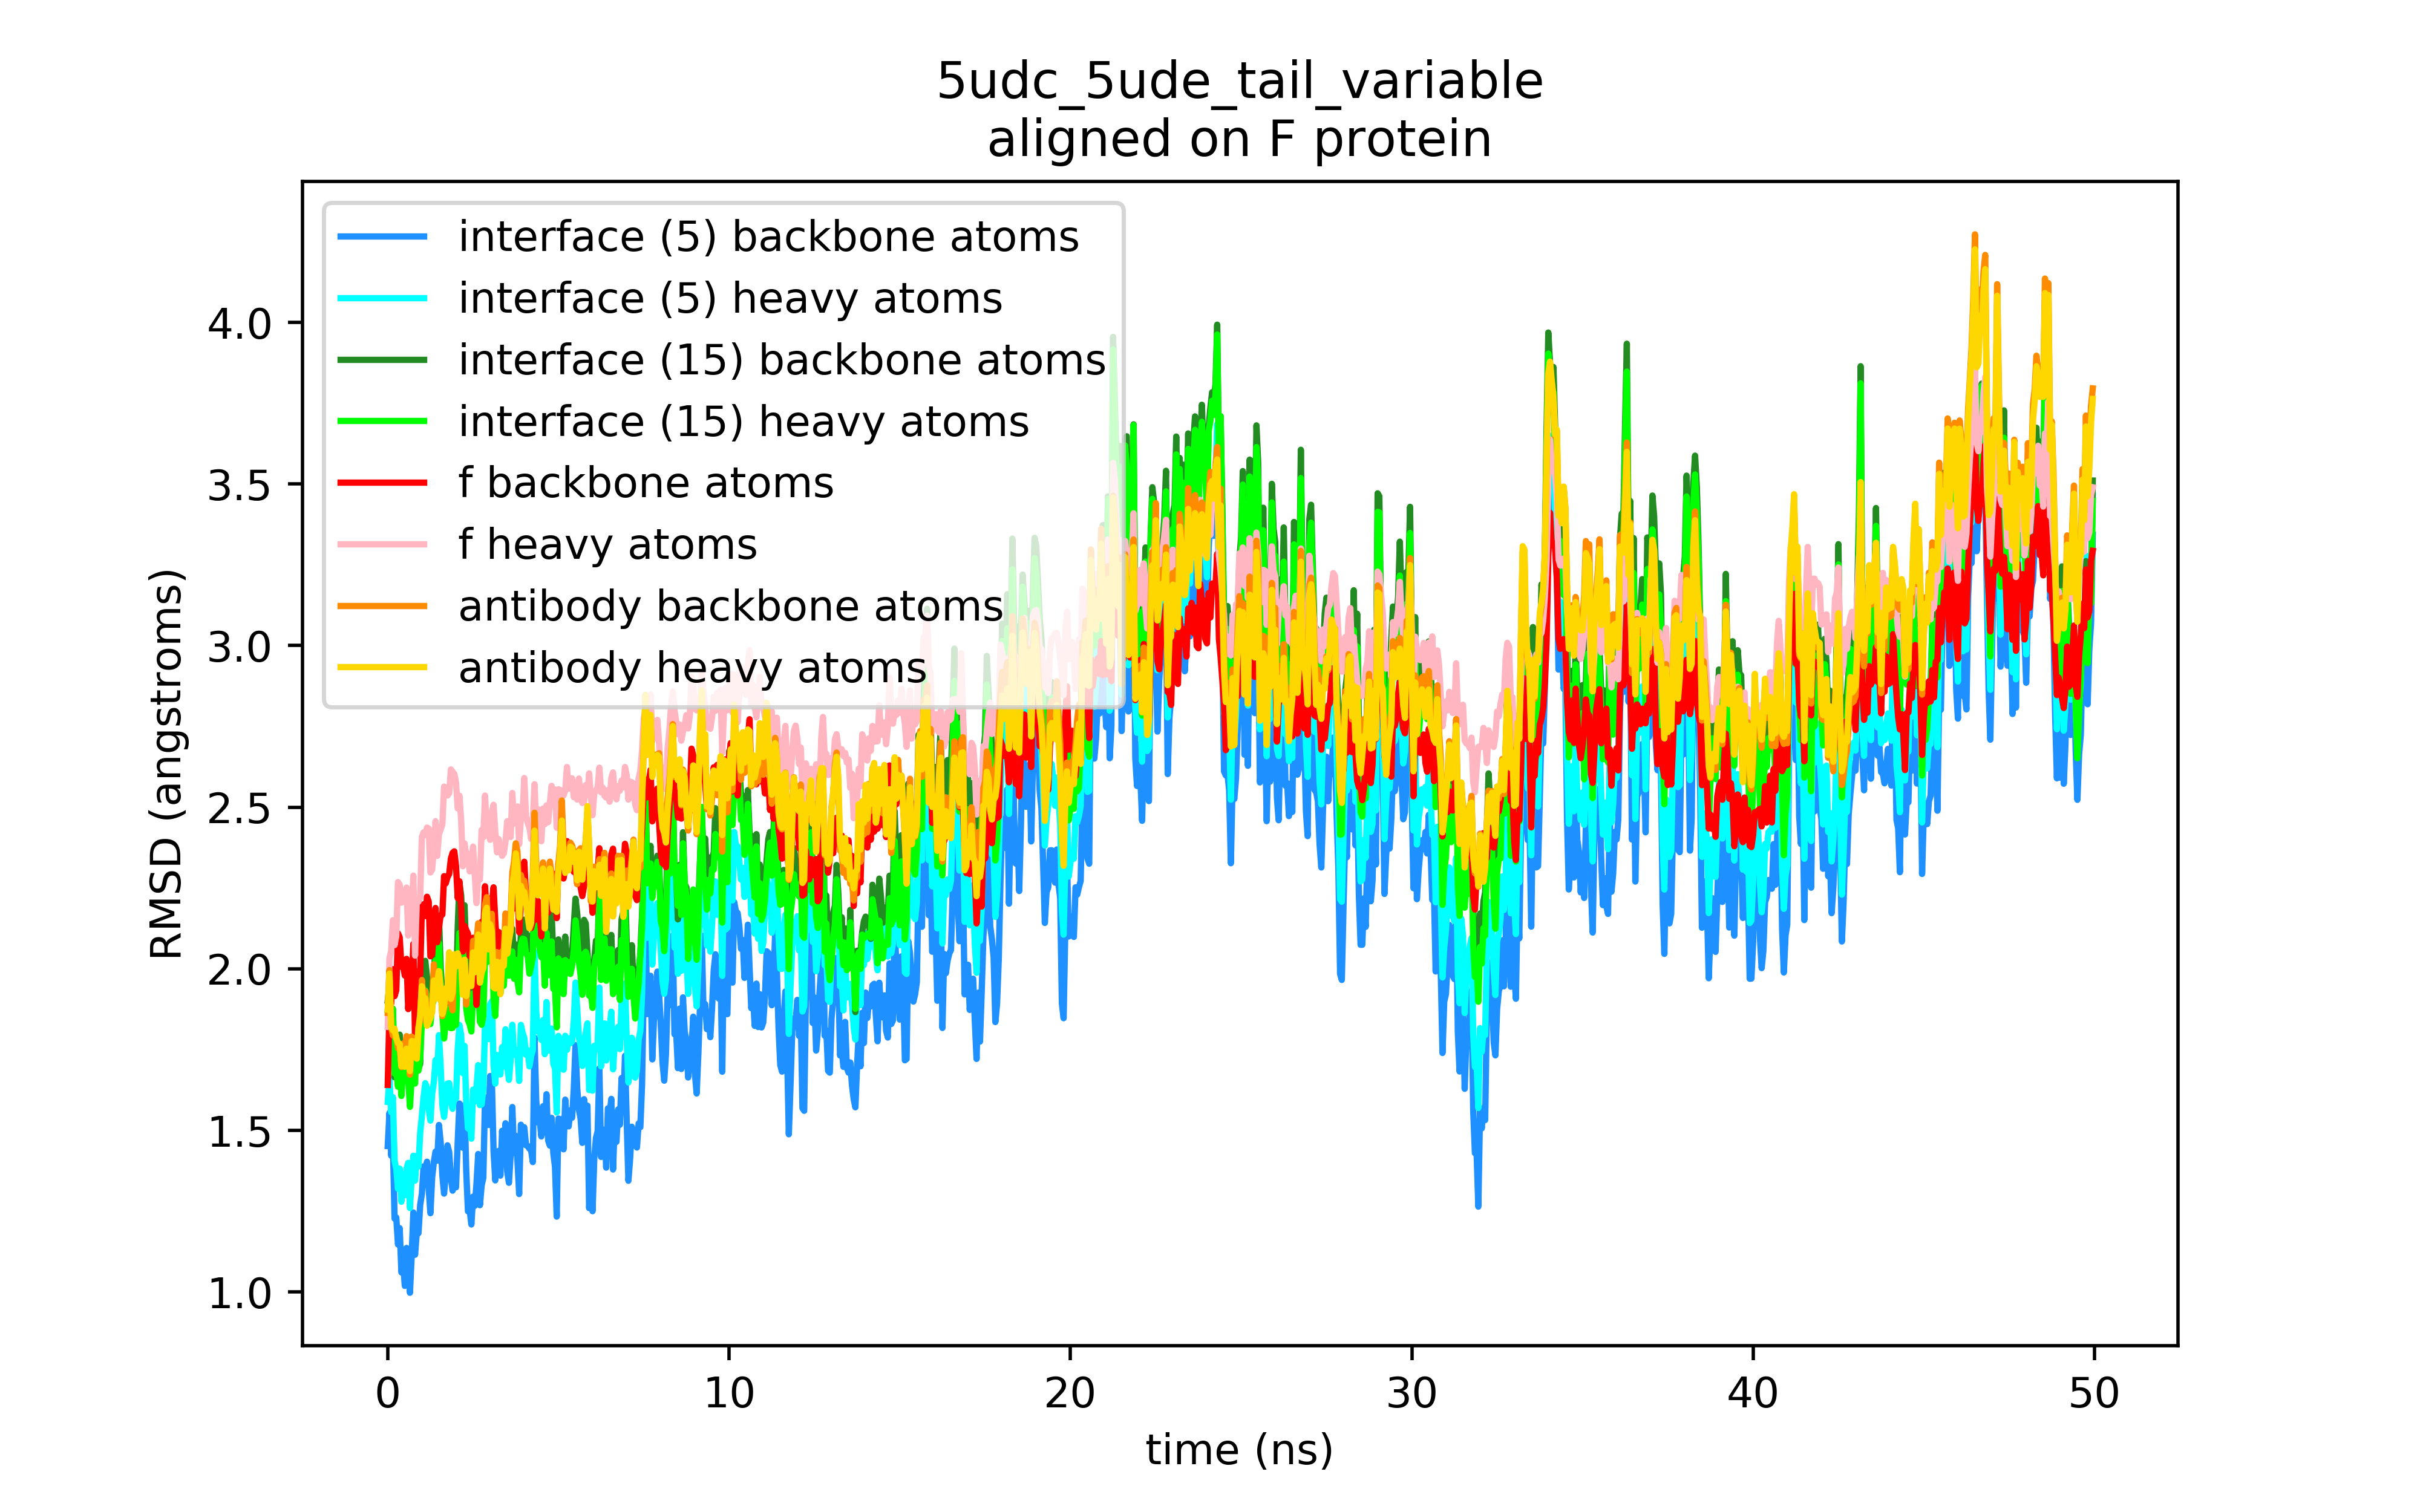 5udc_5ude_tail_variable
aligned on F protein
interface (5) backbone atoms
interface (5) heavy atoms
interface (15) backbone atoms
interface (15) heavy atoms
f backbone atoms
f heavy atoms
antibody backbone atoms
antibody heavy atoms
RMSD (angstroms)
4.0
3.5
3.0
2.5
2.0
1.5
1.0
0 10 20 30 40 50
time (ns)